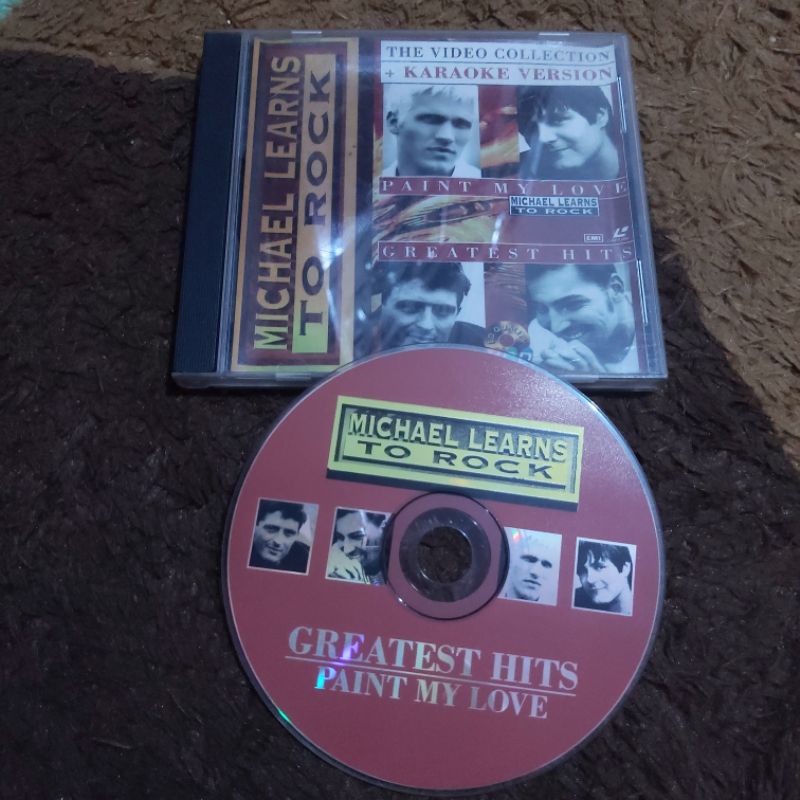 MICHAEL LEARNS
TO ROCK
THE VIDEO COLLECTION
+ KARAOKE VERSION
PAINT MY LOVE
MICHAEL LEARNS
TO ROCK
EMI
GREATEST HITS
MICHAEL LEARNS
TO ROCK
GREATEST HITS
PAINT MY LOVE